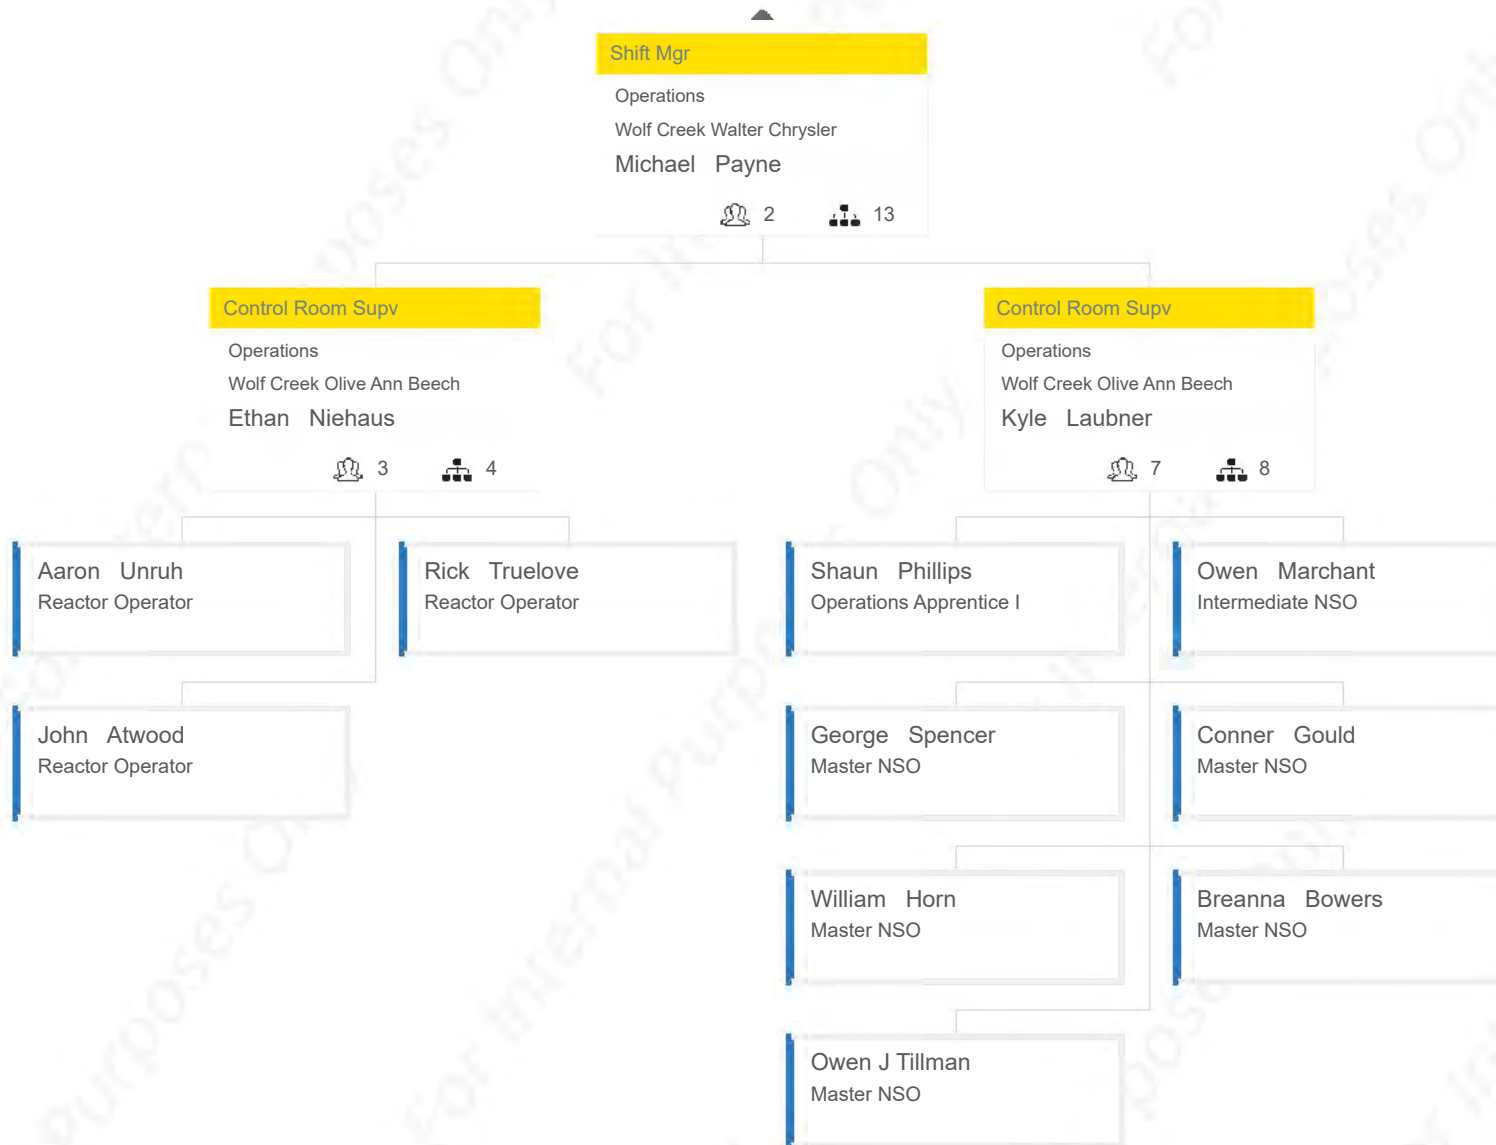 Shift Mgr
Operations
Wolf Creek Walter Chrysler
Michael Payne
2 13
Control Room Supv
Operations
Wolf Creek Olive Ann Beech
Ethan Niehaus
3 4
Control Room Supv
Operations
Wolf Creek Olive Ann Beech
Kyle Laubner
7 8
Aaron Unruh
Reactor Operator
Rick Truelove
Reactor Operator
John Atwood
Reactor Operator
Shaun Phillips
Operations Apprentice I
Owen Marchant
Intermediate NSO
George Spencer
Master NSO
Conner Gould
Master NSO
William Horn
Master NSO
Breanna Bowers
Master NSO
Owen J Tillman
Master NSO
For Internal Purposes Only